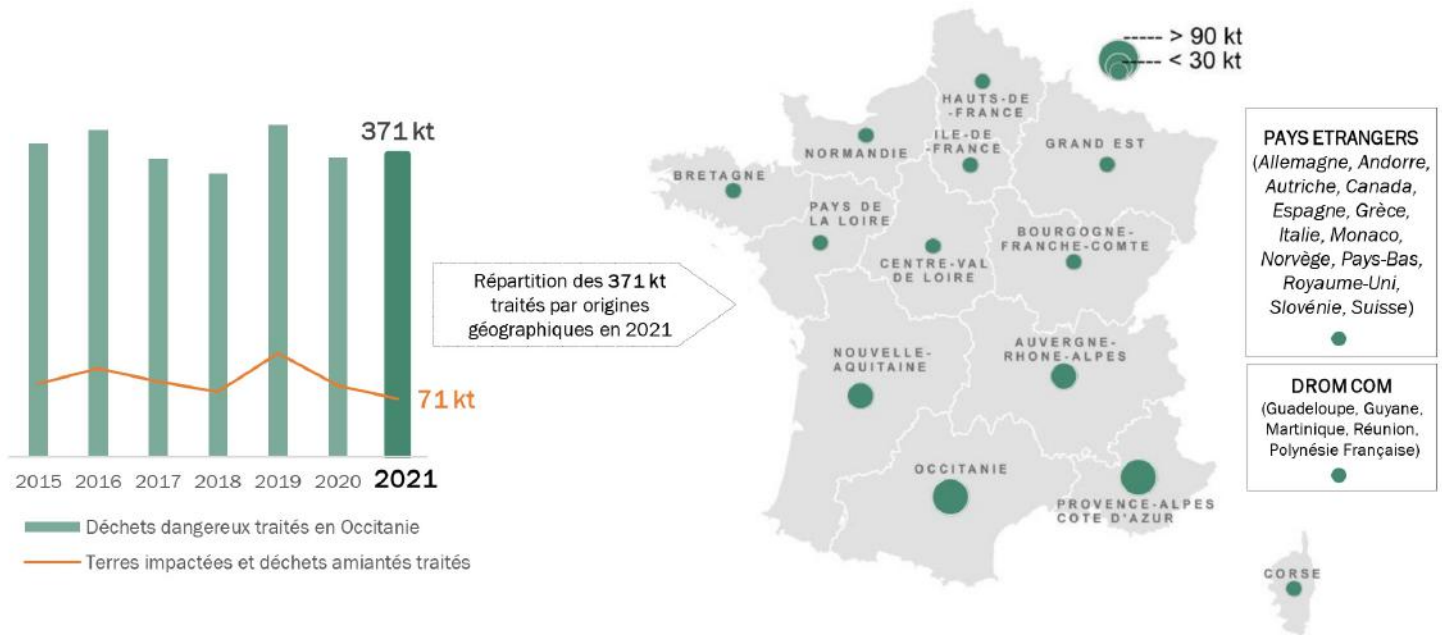 371 kt
71 kt
2015 2016 2017 2018 2019 2020 2021
Déchets dangereux traités en Occitanie
Terres impactées et déchets amiantés traités
Répartition des 371 kt
traités par origines
géographiques en 2021
> 90 kt
< 30 kt
HAUTS-DE
-FRANCE
NORMANDIE
ILE-DE
-FRANCE
GRAND EST
BRETAGNE
PAYS DE
LA LOIRE
CENTRE-VAL
DE LOIRE
BOURGOGNE-
FRANCHE-COMTE
NOUVELLE-
AQUITAINE
AUVERGNE-
RHONE-ALPES
OCCITANIE
PROVENCE-ALPES
COTE D'AZUR
CORSE
PAYS ETRANGERS
(Allemagne, Andorre,
Autriche, Canada,
Espagne, Grèce,
Italie, Monaco,
Norvège, Pays-Bas,
Royaume-Uni,
Slovénie, Suisse)
DROM COM
(Guadeloupe, Guyane,
Martinique, Réunion,
Polynésie Française)